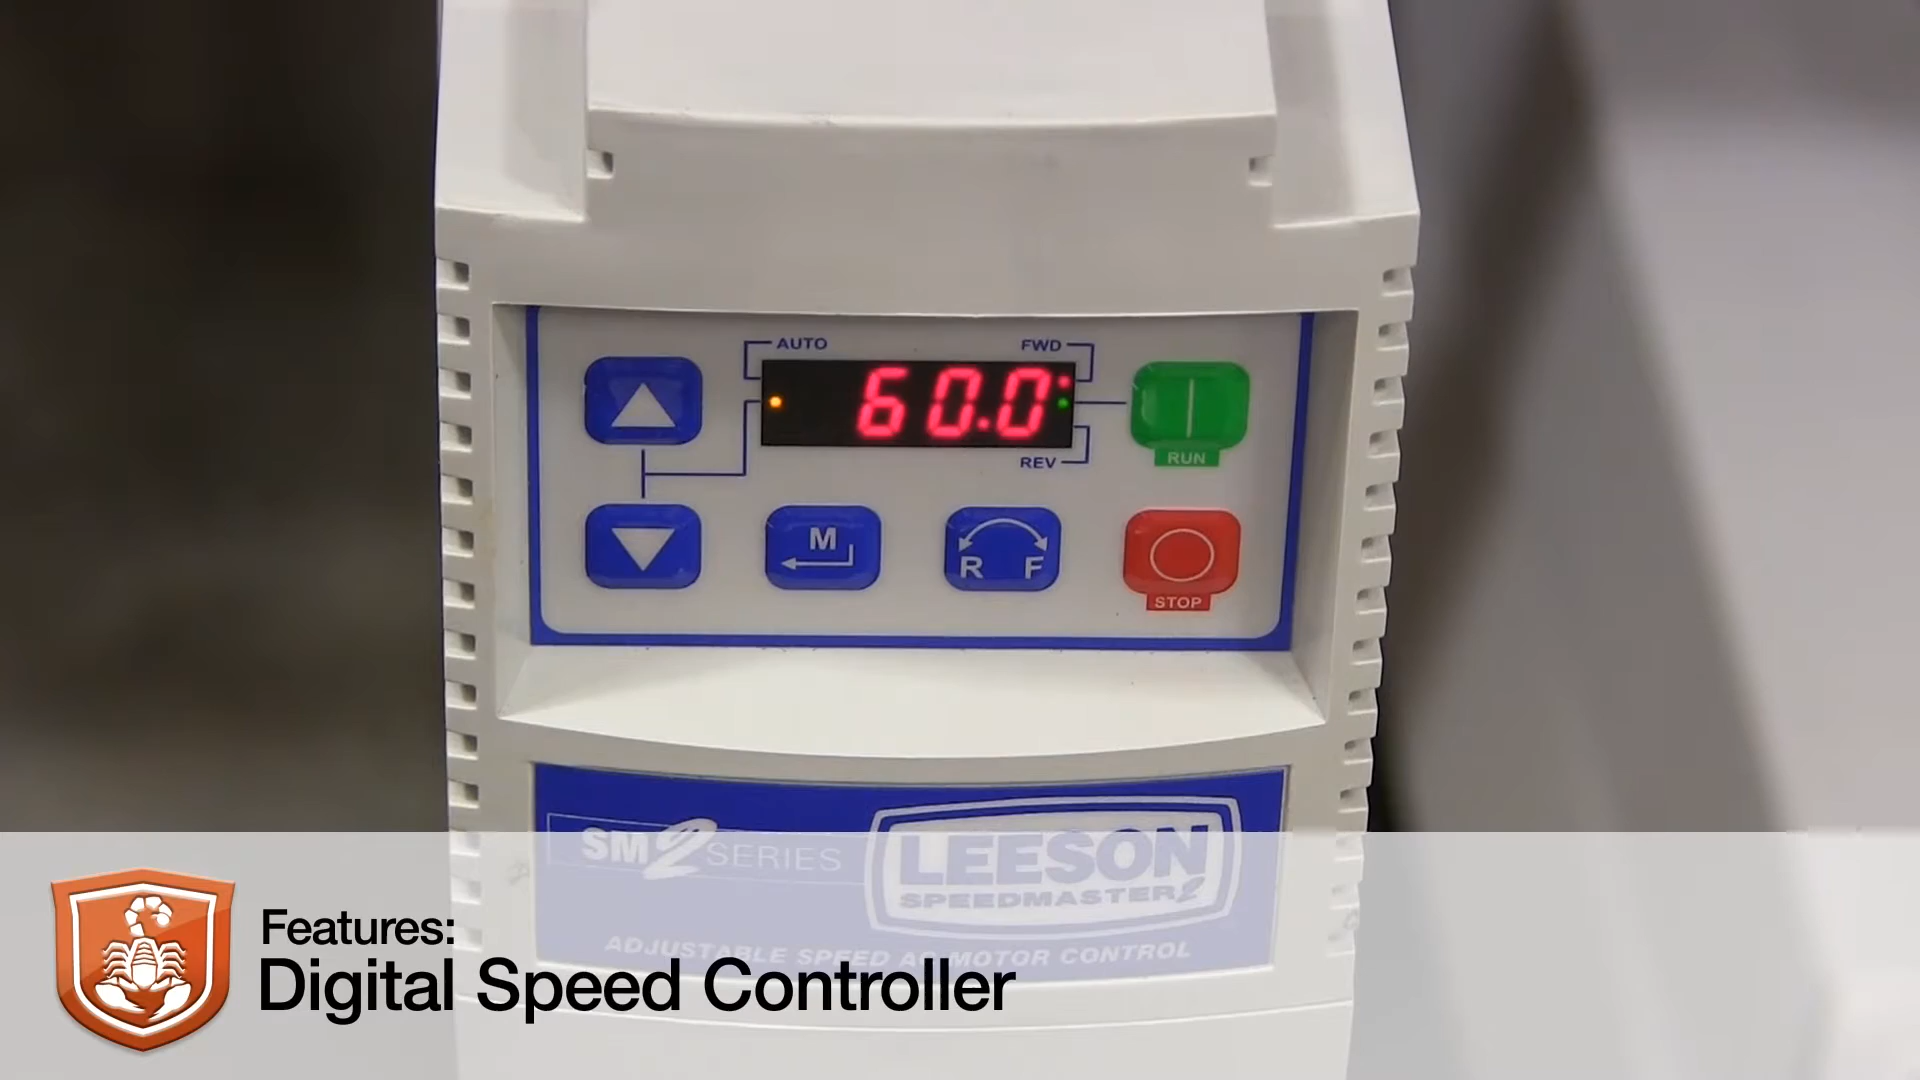 AUTO
FWD
60.0
REV
RUN
M
R F
STOP
SM2 SERIES
LEESON
SPEEDMASTER2
ADJUSTABLE SPEED AC MOTOR CONTROL
Features:
Digital Speed Controller